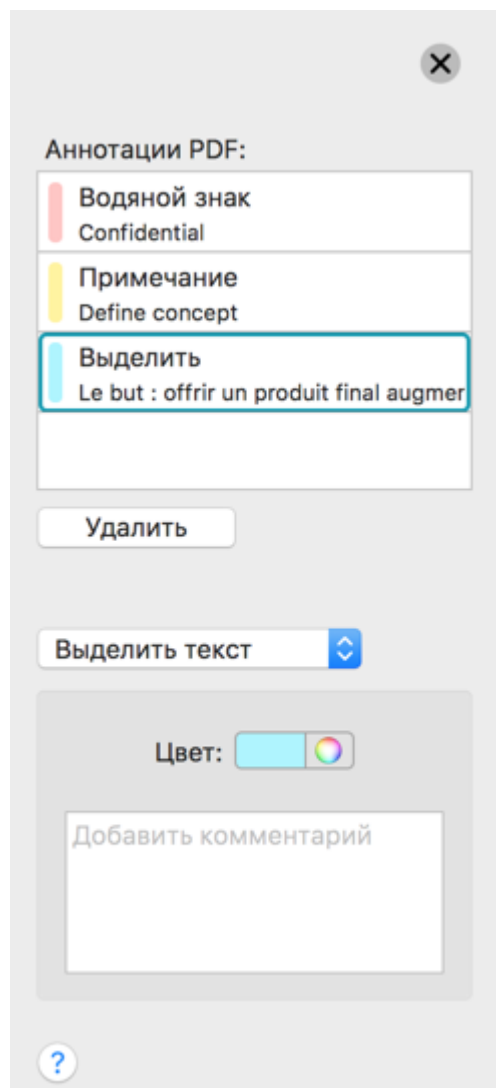 Аннотации PDF:
Водяной знак
Confidential
Примечание
Define concept
Выделить
Le but : offrir un produit final augmer
Удалить
Выделить текст
Цвет:
Добавить комментарий
?